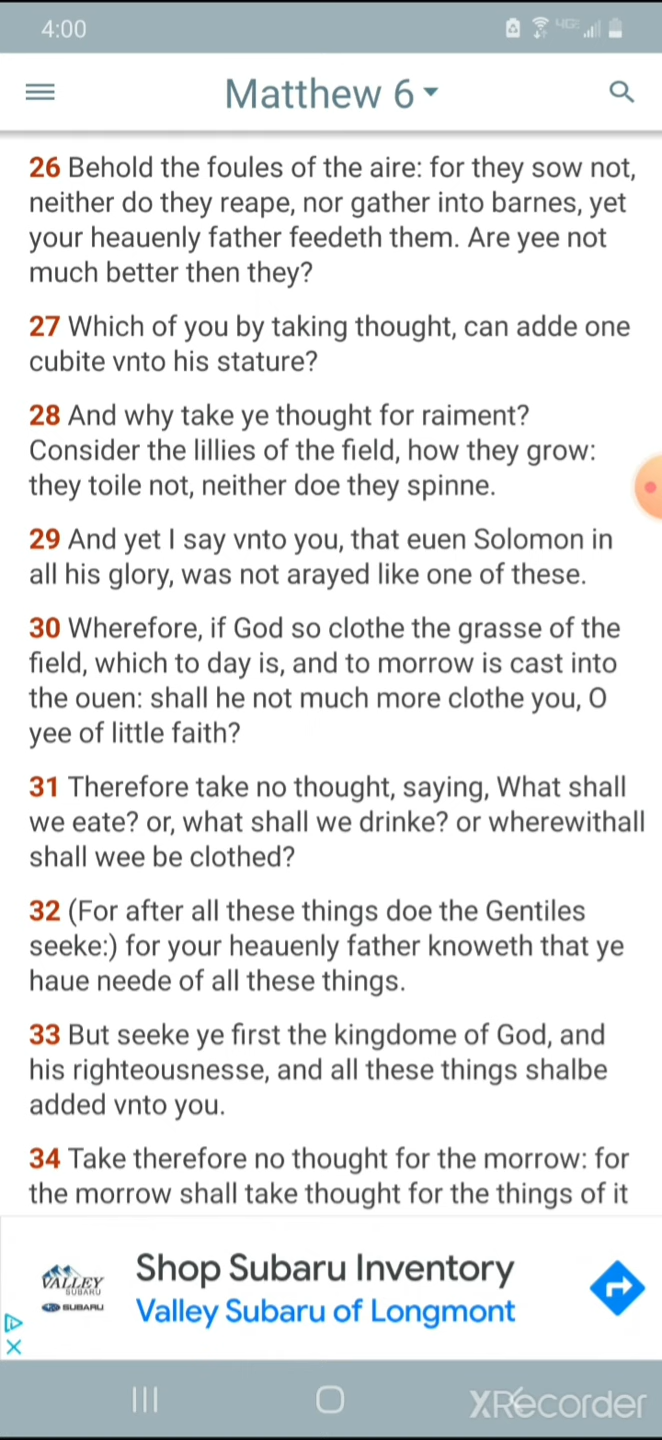 4:00
4GE
Matthew 6
26 Behold the foules of the aire: for they sow not,
neither do they reape, nor gather into barnes, yet
your heauenly father feedeth them. Are yee not
much better then they?
27 Which of you by taking thought, can adde one
cubite vnto his stature?
28 And why take ye thought for raiment?
Consider the lillies of the field, how they grow:
they toile not, neither doe they spinne.
29 And yet I say vnto you, that euen Solomon in
all his glory, was not arayed like one of these.
30 Wherefore, if God so clothe the grasse of the
field, which to day is, and to morrow is cast into
the ouen: shall he not much more clothe you, O
yee of little faith?
31 Therefore take no thought, saying, What shall
we eate? or, what shall we drinke? or wherewithall
shall wee be clothed?
32 (For after all these things doe the Gentiles
seeke:) for your heauenly father knoweth that ye
haue neede of all these things.
33 But seeke ye first the kingdome of God, and
his righteousnesse, and all these things shalbe
added vnto you.
34 Take therefore no thought for the morrow: for
the morrow shall take thought for the things of it
VALLEY
SUBARU
SUBARU
Shop Subaru Inventory
Valley Subaru of Longmont
XRecorder